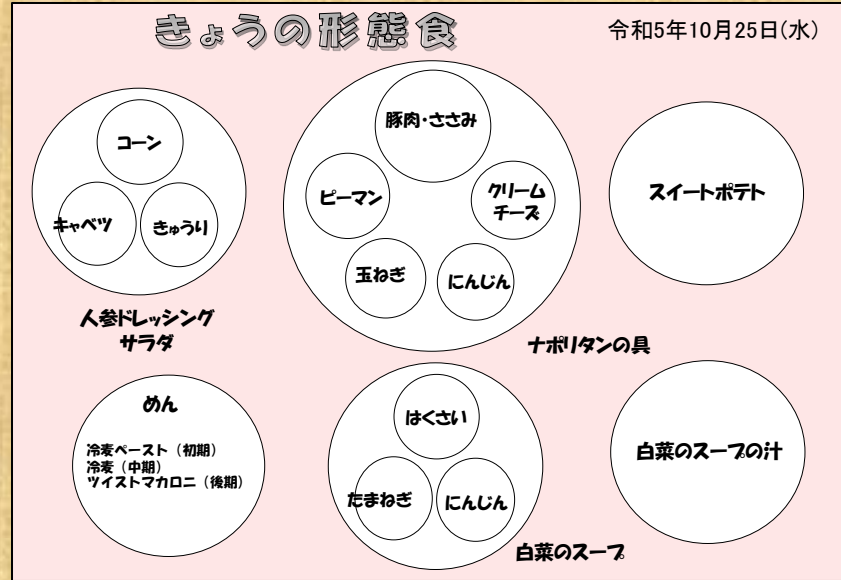 きょうの形態食
令和5年10月25日(水)
コーン
キャベツ
きゅうり
人参ドレッシング
サラダ
豚肉・ささみ
ピーマン
クリーム
チーズ
玉ねぎ
にんじん
ナポリタンの具
スイートポテト
めん
冷麦ペースト（初期）
冷麦（中期）
ツイストマカロニ（後期）
はくさい
たまねぎ
にんじん
白菜のスープ
白菜のスープの汁